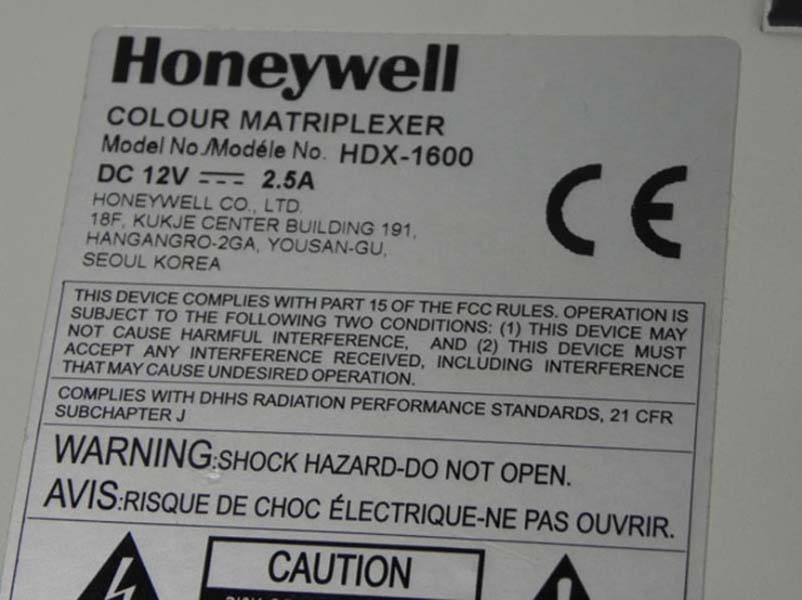 Honeywell
COLOUR MATRIPLEXER
Model No./Modéle No. HDX-1600
DC 12V 2.5A
HONEYWELL CO., LTD.
18F, KUKJE CENTER BUILDING 191,
HANGANGRO-2GA, YOUSAN-GU,
SEOUL KOREA
CE
THIS DEVICE COMPLIES WITH PART 15 OF THE FCC RULES. OPERATION IS
SUBJECT TO THE FOLLOWING TWO CONDITIONS: (1) THIS DEVICE MAY
NOT CAUSE HARMFUL INTERFERENCE, AND (2) THIS DEVICE MUST
ACCEPT ANY INTERFERENCE RECEIVED, INCLUDING INTERFERENCE
THAT MAY CAUSE UNDESIRED OPERATION.
COMPLIES WITH DHHS RADIATION PERFORMANCE STANDARDS, 21 CFR
SUBCHAPTER J
WARNING:SHOCK HAZARD-DO NOT OPEN.
AVIS:RISQUE DE CHOC ÉLECTRIQUE-NE PAS OUVRIR.
CAUTION